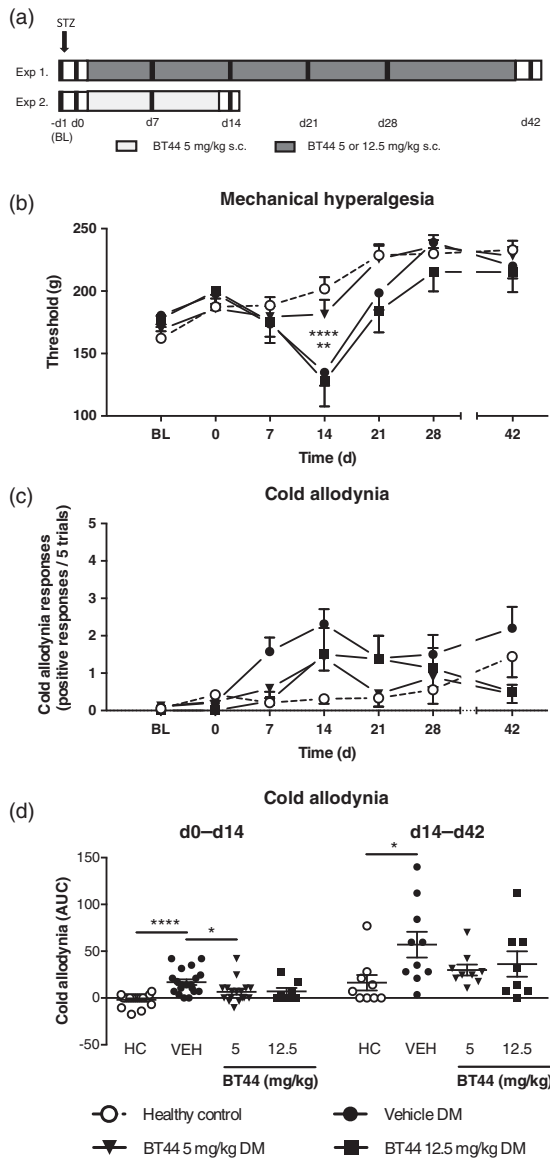 (a)
STZ
Exp 1.
Exp 2.
-d1 d0 d7 d14 d21 d28 d42
(BL)
BT44 5 mg/kg s.c. BT44 5 or 12.5 mg/kg s.c.
(b)
Mechanical hyperalgesia
Threshold (g)
250
200
150
100
****
**
BL 0 7 14 21 28 42
Time (d)
(c)
Cold allodynia
Cold allodynia responses
(positive responses / 5 trials)
5
4
3
2
1
0
BL 0 7 14 21 28 42
Time (d)
Cold allodynia
(d)
d0–d14 d14–d42
Cold allodynia (AUC)
150
100
50
0
-50
**** * *
HC VEH 5 12.5 HC VEH 5 12.5
BT44 (mg/kg) BT44 (mg/kg)
Healthy control Vehicle DM
BT44 5 mg/kg DM BT44 12.5 mg/kg DM